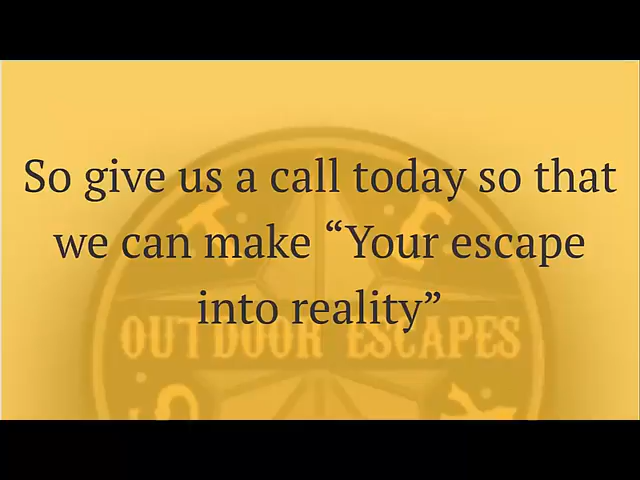 So give us a call today so that
we can make “Your escape
into reality”
OUTDOOR ESCAPES